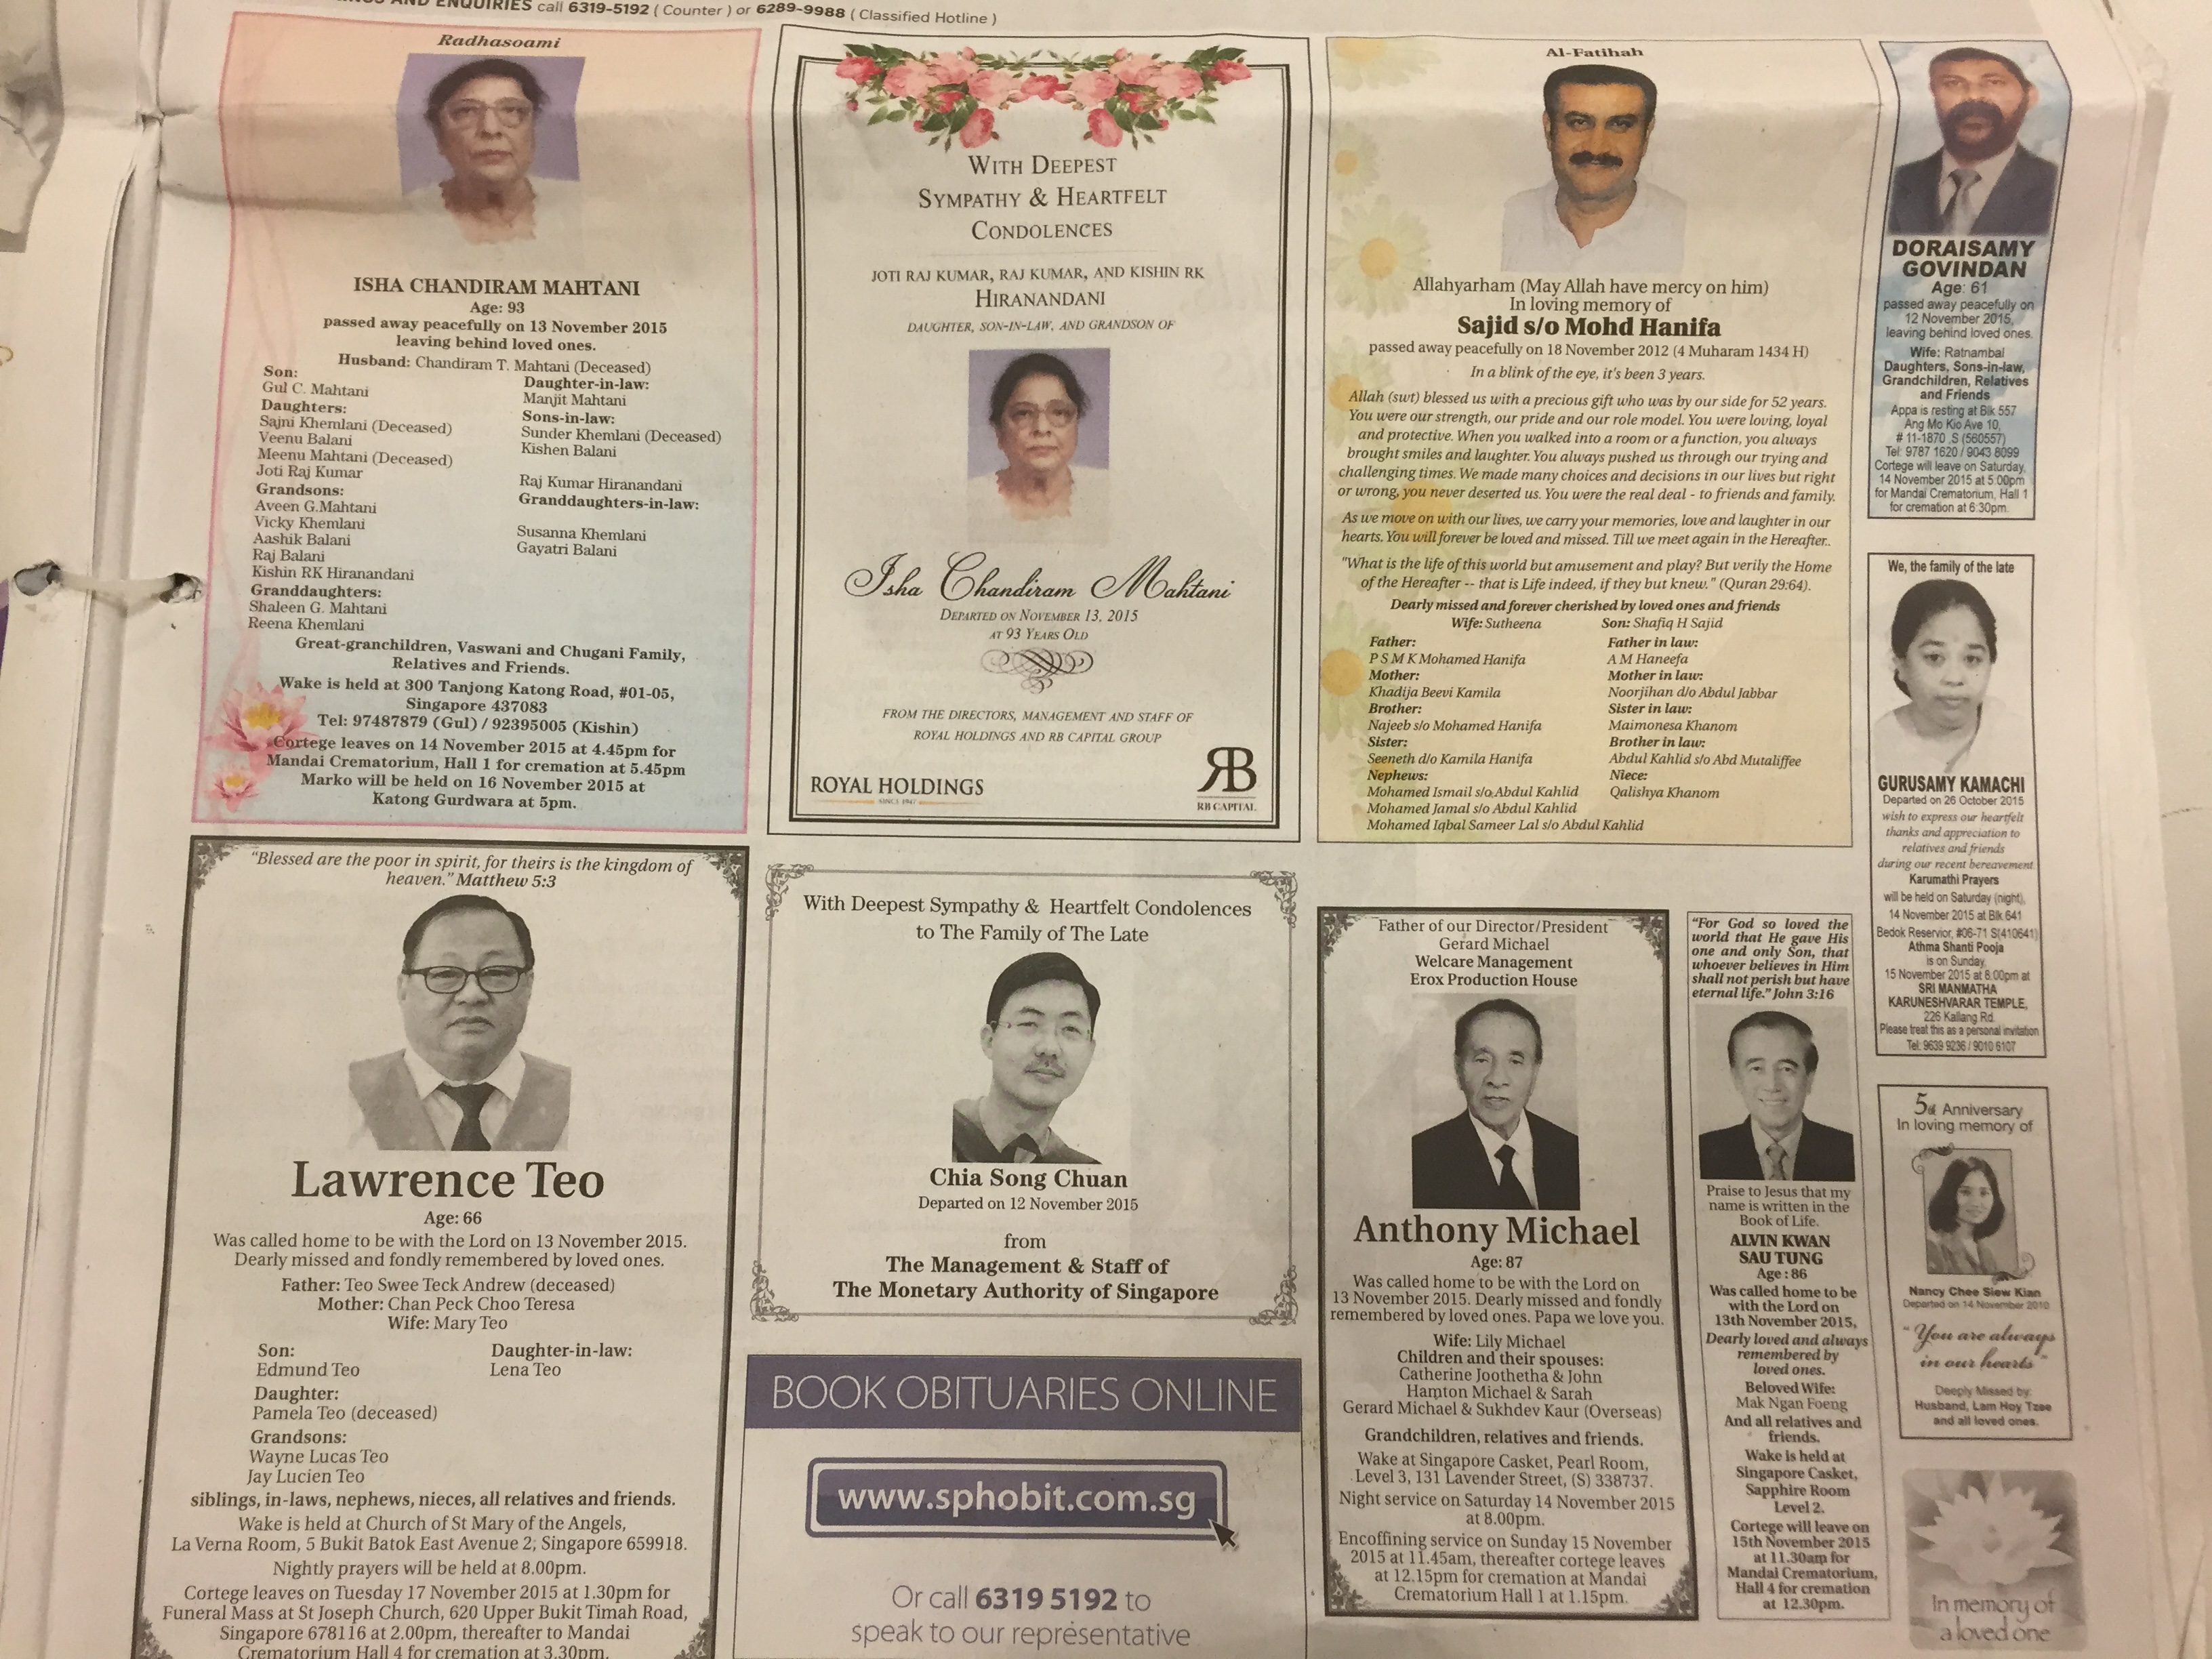 AND ENQUIRIES call 6319-5192 ( Counter ) or 6289-9988 ( Classified Hotline )
Radhasoami
ISHA CHANDIRAM MAHTANI
Age: 93
passed away peacefully on 13 November 2015
leaving behind loved ones.
Husband: Chandiram T. Mahtani (Deceased)
Son:
Gul C. Mahtani
Daughters:
Sajni Khemlani (Deceased)
Veenu Balani
Meenu Mahtani (Deceased)
Joti Raj Kumar
Grandsons:
Aveen G.Mahtani
Vicky Khemlani
Aashik Balani
Raj Balani
Kishin RK Hiranandani
Granddaughters:
Shaleen G. Mahtani
Reena Khemlani
Daughter-in-law:
Manjit Mahtani
Sons-in-law:
Sunder Khemlani (Deceased)
Kishen Balani
Raj Kumar Hiranandani
Granddaughters-in-law:
Susanna Khemlani
Gayatri Balani
Great-granchildren, Vaswani and Chugani Family,
Relatives and Friends.
Wake is held at 300 Tanjong Katong Road, #01-05,
Singapore 437083
Tel: 97487879 (Gul) / 92395005 (Kishin)
Cortege leaves on 14 November 2015 at 4.45pm for
Mandai Crematorium, Hall 1 for cremation at 5.45pm
Marko will be held on 16 November 2015 at
Katong Gurdwara at 5pm.
WITH DEEPEST
SYMPATHY & HEARTFELT
CONDOLENCES
JOTI RAJ KUMAR, RAJ KUMAR, AND KISHIN RK
HIRANANDANI
DAUGHTER, SON-IN-LAW, AND GRANDSON OF
Isha Chandiram Mahtani
DEPARTED ON NOVEMBER 13, 2015
AT 93 YEARS OLD
FROM THE DIRECTORS, MANAGEMENT AND STAFF OF
ROYAL HOLDINGS AND RB CAPITAL GROUP
ROYAL HOLDINGS
SINCE 1947
RB
RB CAPITAL
Al-Fatihah
Allahyarham (May Allah have mercy on him)
In loving memory of
Sajid s/o Mohd Hanifa
passed away peacefully on 18 November 2012 (4 Muharam 1434 H)
In a blink of the eye, it's been 3 years.
Allah (swt) blessed us with a precious gift who was by our side for 52 years.
You were our strength, our pride and our role model. You were loving, loyal
and protective. When you walked into a room or a function, you always
brought smiles and laughter. You always pushed us through our trying and
challenging times. We made many choices and decisions in our lives but right
or wrong, you never deserted us. You were the real deal - to friends and family.
As we move on with our lives, we carry your memories, love and laughter in our
hearts. You will forever be loved and missed. Till we meet again in the Hereafter..
"What is the life of this world but amusement and play? But verily the Home
of the Hereafter -- that is Life indeed, if they but knew." (Quran 29:64).
Dearly missed and forever cherished by loved ones and friends
Wife: Sutheena Son: Shafiq H Sajid
Father:
P S M K Mohamed Hanifa
Mother:
Khadija Beevi Kamila
Brother:
Najeeb s/o Mohamed Hanifa
Sister:
Seeneth d/o Kamila Hanifa
Nephews:
Mohamed Ismail s/o Abdul Kahlid
Mohamed Jamal s/o Abdul Kahlid
Mohamed Iqbal Sameer Lal s/o Abdul Kahlid
Father in law:
A M Haneefa
Mother in law:
Noorjihan d/o Abdul Jabbar
Sister in law:
Maimonesa Khanom
Brother in law:
Abdul Kahlid s/o Abd Mutaliffee
Niece:
Qalishya Khanom
DORAISAMY
GOVINDAN
Age: 61
passed away peacefully on
12 November 2015,
leaving behind loved ones.
Wife: Ratnambal
Daughters, Sons-in-law,
Grandchildren, Relatives
and Friends
Appa is resting at Blk 557
Ang Mo Kio Ave 10,
# 11-1870 ,S (560557)
Tel: 9787 1620 / 9043 8099
Cortege will leave on Saturday,
14 November 2015 at 5:00pm
for Mandai Crematorium, Hall 1
for cremation at 6:30pm.
We, the family of the late
GURUSAMY KAMACHI
Departed on 26 October 2015
wish to express our heartfelt
thanks and appreciation to
relatives and friends
during our recent bereavement
Karumathi Prayers
will be held on Saturday (night),
14 November 2015 at Blk 641
Bedok Reservior, #06-71 S(410641)
Athma Shanti Pooja
is on Sunday,
15 November 2015 at 8.00pm at
SRI MANMATHA
KARUNESHVARAR TEMPLE,
226 Kallang Rd.
Please treat this as a personal invitation
Tel: 9639 9236 / 9010 6107
"Blessed are the poor in spirit, for theirs is the kingdom of
heaven." Matthew 5:3
Lawrence Teo
Age: 66
Was called home to be with the Lord on 13 November 2015.
Dearly missed and fondly remembered by loved ones.
Father: Teo Swee Teck Andrew (deceased)
Mother: Chan Peck Choo Teresa
Wife: Mary Teo
Son: Daughter-in-law:
Edmund Teo Lena Teo
Daughter:
Pamela Teo (deceased)
Grandsons:
Wayne Lucas Teo
Jay Lucien Teo
siblings, in-laws, nephews, nieces, all relatives and friends.
Wake is held at Church of St Mary of the Angels,
La Verna Room, 5 Bukit Batok East Avenue 2, Singapore 659918.
Nightly prayers will be held at 8.00pm.
Cortege leaves on Tuesday 17 November 2015 at 1.30pm for
Funeral Mass at St Joseph Church, 620 Upper Bukit Timah Road,
Singapore 678116 at 2.00pm, thereafter to Mandai
Crematorium Hall 4 for cremation at 3.30pm.
With Deepest Sympathy & Heartfelt Condolences
to The Family of The Late
Chia Song Chuan
Departed on 12 November 2015
from
The Management & Staff of
The Monetary Authority of Singapore
BOOK OBITUARIES ONLINE
www.sphobit.com.sg
Or call 6319 5192 to
speak to our representative
Father of our Director/President
Gerard Michael
Welcare Management
Erox Production House
Anthony Michael
Age: 87
Was called home to be with the Lord on
13 November 2015. Dearly missed and fondly
remembered by loved ones. Papa we love you.
Wife: Lily Michael
Children and their spouses:
Catherine Joothetha & John
Hamton Michael & Sarah
Gerard Michael & Sukhdev Kaur (Overseas)
Grandchildren, relatives and friends.
Wake at Singapore Casket, Pearl Room,
Level 3, 131 Lavender Street, (S) 338737.
Night service on Saturday 14 November 2015
at 8.00pm.
Encoffining service on Sunday 15 November
2015 at 11.45am, thereafter cortege leaves
at 12.15pm for cremation at Mandai
Crematorium Hall 1 at 1.15pm.
"For God so loved the
world that He gave His
one and only Son, that
whoever believes in Him
shall not perish but have
eternal life." John 3:16
Praise to Jesus that my
name is written in the
Book of Life.
ALVIN KWAN
SAU TUNG
Age : 86
Was called home to be
with the Lord on
13th November 2015,
Dearly loved and always
remembered by
loved ones.
Beloved Wife:
Mak Ngan Foeng
And all relatives and
friends.
Wake is held at
Singapore Casket,
Sapphire Room
Level 2.
Cortege will leave on
15th November 2015
at 11.30am for
Mandai Crematorium,
Hall 4 for cremation
at 12.30pm.
5th Anniversary
In loving memory of
Nancy Chee Siew Kian
Departed on 14 November 2010
"You are always
in our hearts"
Deeply Missed by:
Husband, Lam Hoy Tzee
and all loved ones.
In memory of
a loved one